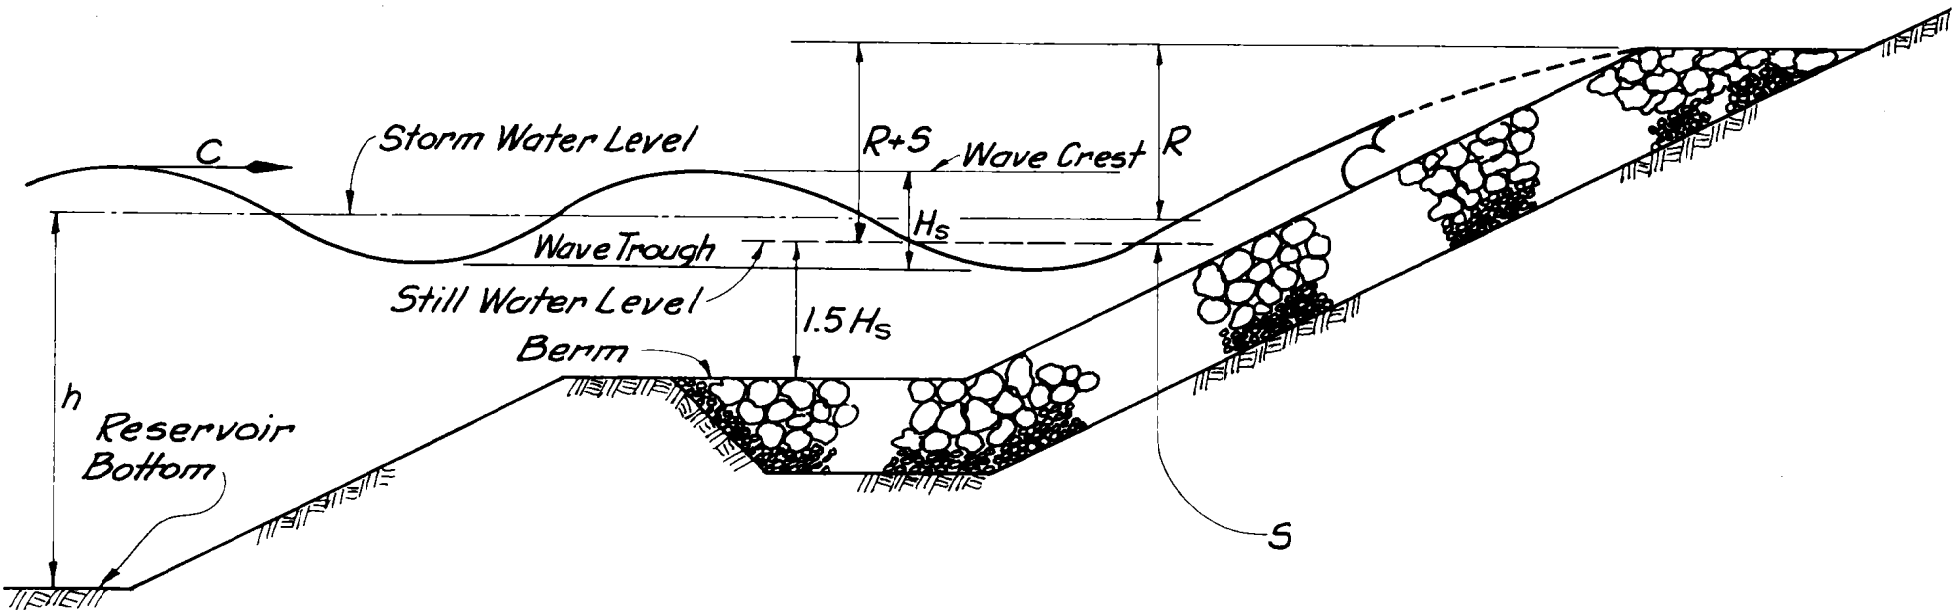 C
Storm Water Level
R+S
Wave Crest
R
Hs
Wave Trough
Still Water Level
1.5 Hs
Berm
h
Reservoir
Bottom
S